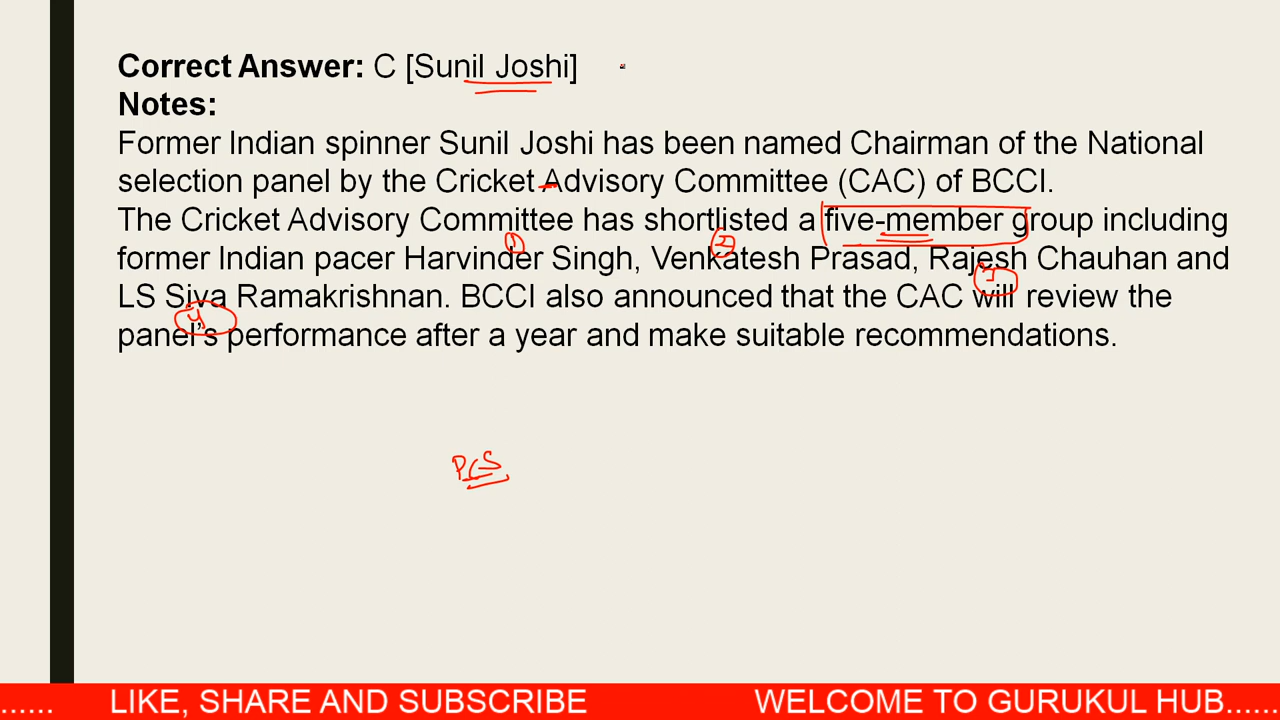 Correct Answer: C [Sunil Joshi]
Notes:
Former Indian spinner Sunil Joshi has been named Chairman of the National
selection panel by the Cricket Advisory Committee (CAC) of BCCI.
The Cricket Advisory Committee has shortlisted a five-member group including
1 2
former Indian pacer Harvinder Singh, Venkatesh Prasad, Rajesh Chauhan and
3
LS Siva Ramakrishnan. BCCI also announced that the CAC will review the
4
panel's performance after a year and make suitable recommendations.
PCS
...... LIKE, SHARE AND SUBSCRIBE WELCOME TO GURUKUL HUB......